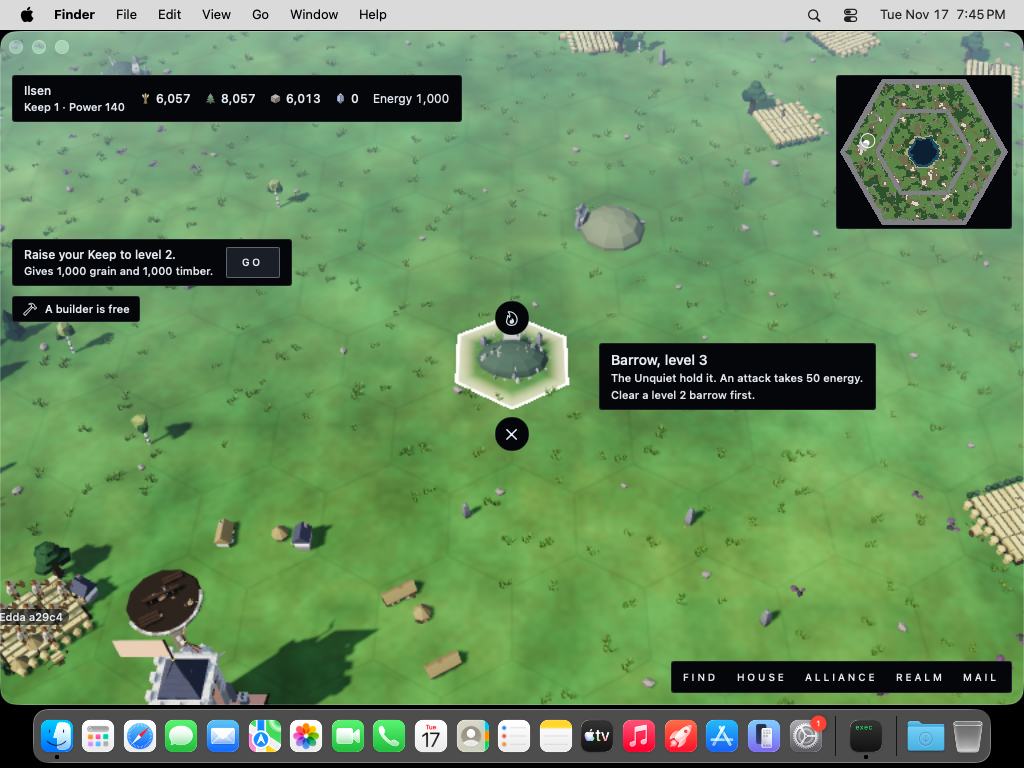 Finder File Edit View Go Window Help Tue Nov 17 7:45 PM
Ilsen
Keep 1 · Power 140
6,057 8,057 6,013 0 Energy 1,000
Raise your Keep to level 2.
Gives 1,000 grain and 1,000 timber.
GO
A builder is free
Barrow, level 3
The Unquiet hold it. An attack takes 50 energy.
Clear a level 2 barrow first.
Edda a29c4
FIND HOUSE ALLIANCE REALM MAIL
Tue
17
tv
1
exec